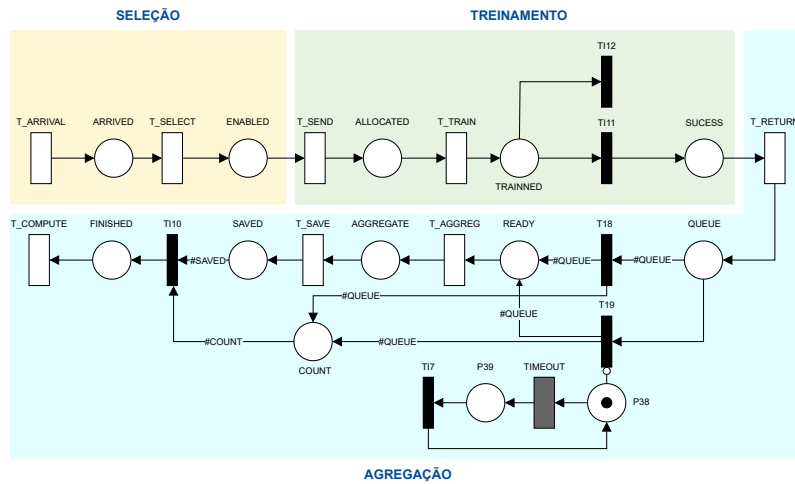 SELEÇÃO
TREINAMENTO
TI12
T_ARRIVAL
ARRIVED
T_SELECT
ENABLED
T_SEND
ALLOCATED
T_TRAIN
TI11
SUCESS
T_RETURN
TRAINNED
T_COMPUTE
FINISHED
TI10
SAVED
T_SAVE
AGGREGATE
T_AGGREG
READY
T18
QUEUE
#SAVED
#QUEUE
#QUEUE
#QUEUE
#QUEUE
T19
#COUNT
#QUEUE
COUNT
TI7
P39
TIMEOUT
P38
AGREGAÇÃO